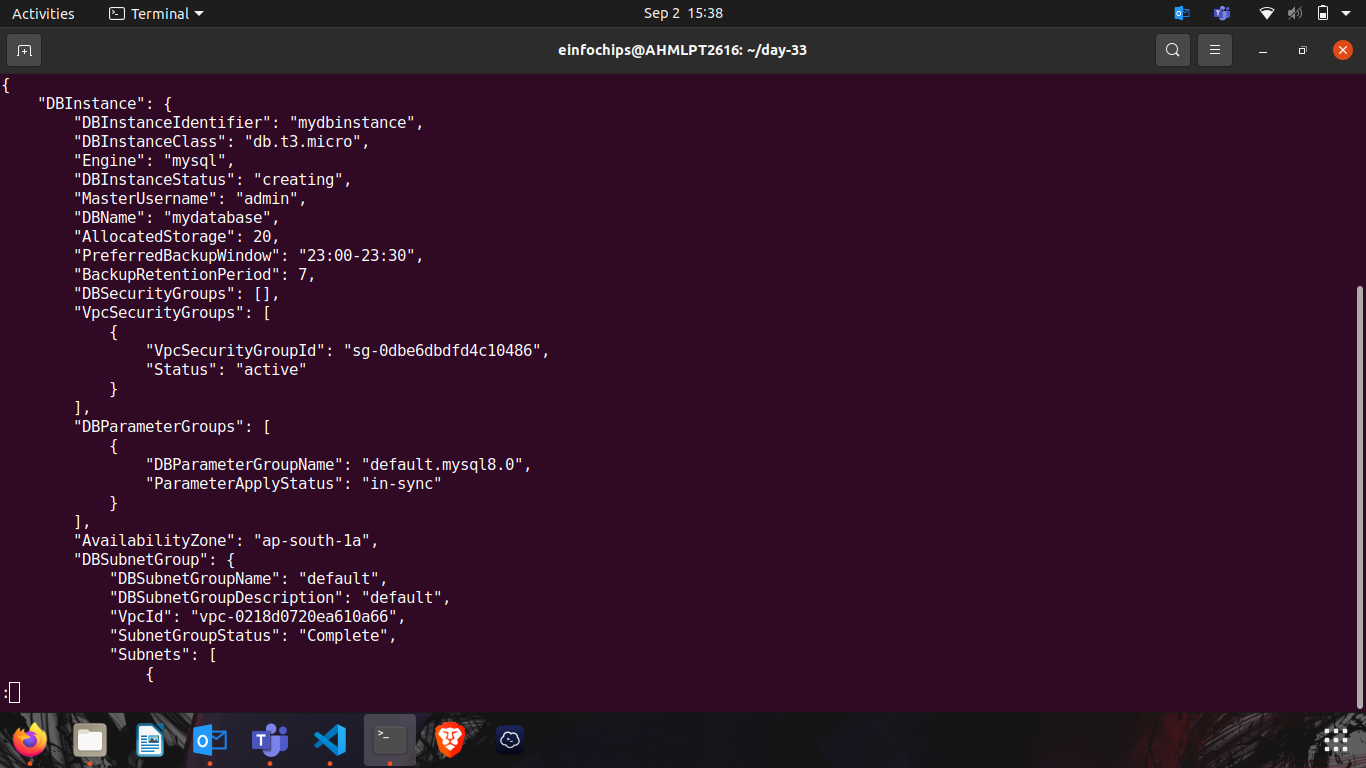 Activities
Terminal
Sep 2 15:38
einfochips@AHMLPT2616: ~/day-33
{
    "DBInstance": {
        "DBInstanceIdentifier": "mydbinstance",
        "DBInstanceClass": "db.t3.micro",
        "Engine": "mysql",
        "DBInstanceStatus": "creating",
        "MasterUsername": "admin",
        "DBName": "mydatabase",
        "AllocatedStorage": 20,
        "PreferredBackupWindow": "23:00-23:30",
        "BackupRetentionPeriod": 7,
        "DBSecurityGroups": [],
        "VpcSecurityGroups": [
            {
                "VpcSecurityGroupId": "sg-0dbe6dbdfd4c10486",
                "Status": "active"
            }
        ],
        "DBParameterGroups": [
            {
                "DBParameterGroupName": "default.mysql8.0",
                "ParameterApplyStatus": "in-sync"
            }
        ],
        "AvailabilityZone": "ap-south-1a",
        "DBSubnetGroup": {
            "DBSubnetGroupName": "default",
            "DBSubnetGroupDescription": "default",
            "VpcId": "vpc-0218d0720ea610a66",
            "SubnetGroupStatus": "Complete",
            "Subnets": [
                {
: